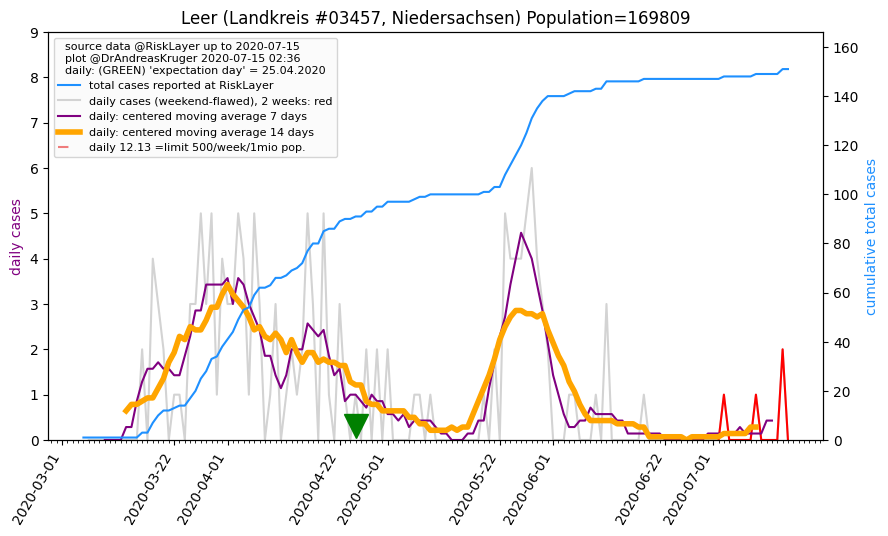 Leer (Landkreis #03457, Niedersachsen) Population=169809
source data @RiskLayer up to 2020-07-15
plot @DrAndreasKruger 2020-07-15 02:36
daily: (GREEN) 'expectation day' = 25.04.2020
total cases reported at RiskLayer
daily cases (weekend-flawed), 2 weeks: red
daily: centered moving average 7 days
daily: centered moving average 14 days
daily 12.13 =limit 500/week/1mio pop.
daily cases
9
8
7
6
5
4
3
2
1
0
160
140
120
100
80
60
40
20
0
cumulative total cases
2020-03-01
2020-03-22
2020-04-01
2020-04-22
2020-05-01
2020-05-22
2020-06-01
2020-06-22
2020-07-01